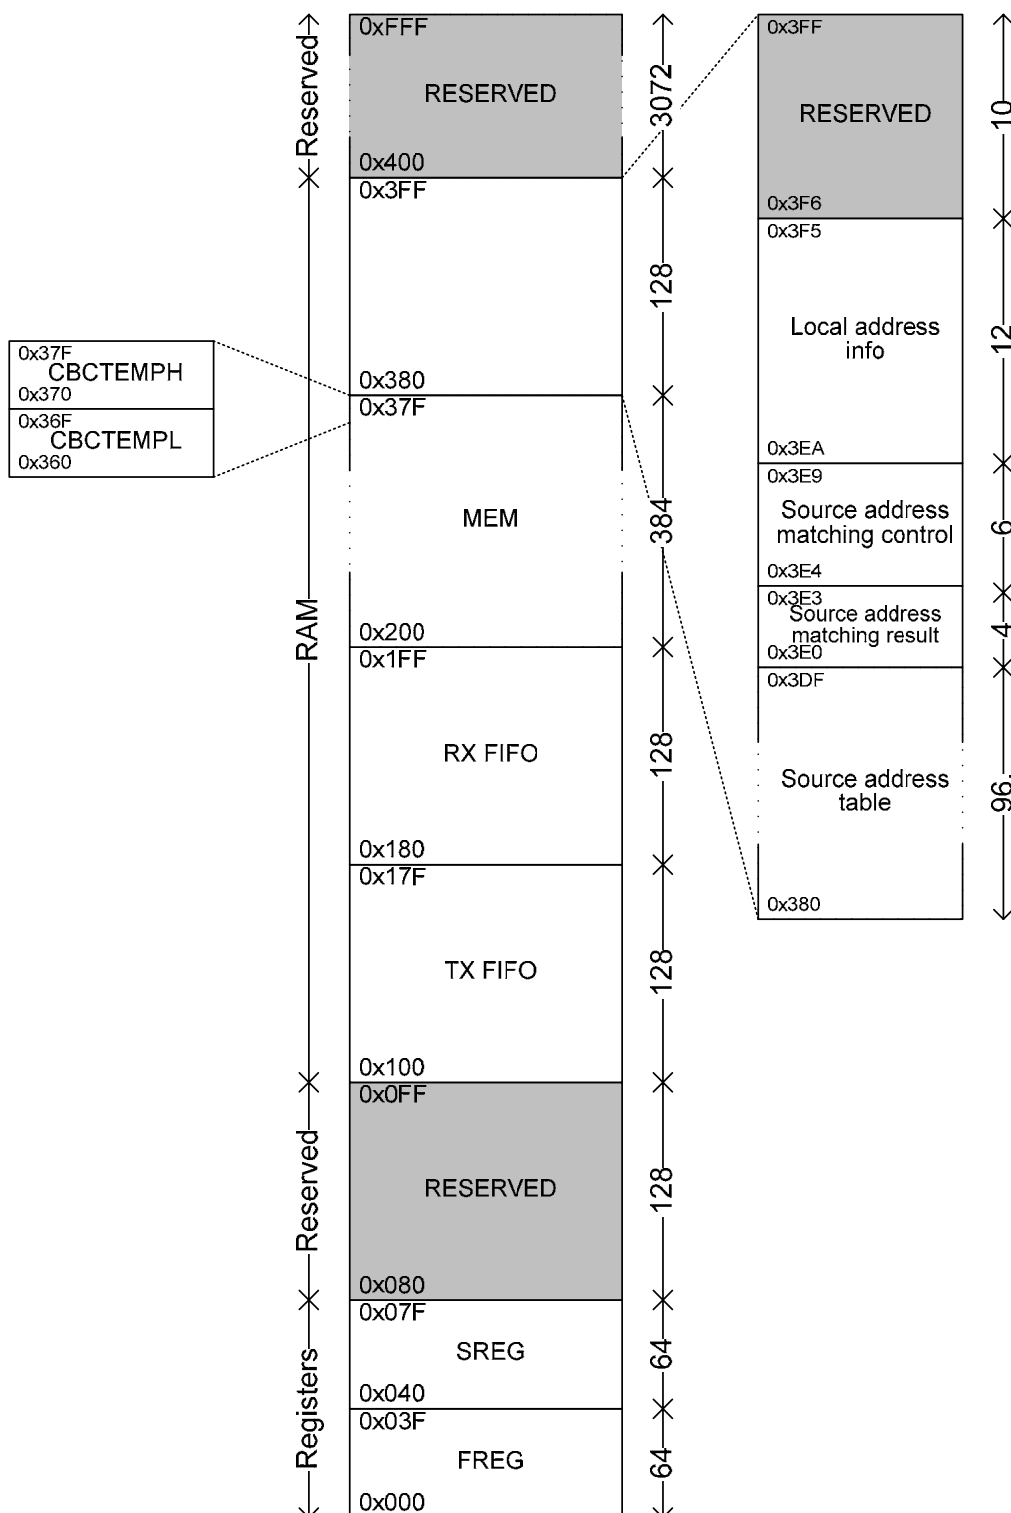 Reserved
0xFFF
RESERVED
0x400
3072
0x3FF
0x380
128
0x37F
MEM
0x200
384
0x1FF
RX FIFO
0x180
128
0x17F
TX FIFO
0x100
128
RAM
0x0FF
RESERVED
0x080
128
Reserved
0x07F
SREG
0x040
64
0x03F
FREG
0x000
64
Registers
0x37F
CBCTEMPH
0x370
0x36F
CBCTEMPL
0x360
0x3FF
RESERVED
0x3F6
10
0x3F5
Local address
info
0x3EA
12
0x3E9
Source address
matching control
0x3E4
6
0x3E3
Source address
matching result
0x3E0
4
0x3DF
Source address
table
0x380
96